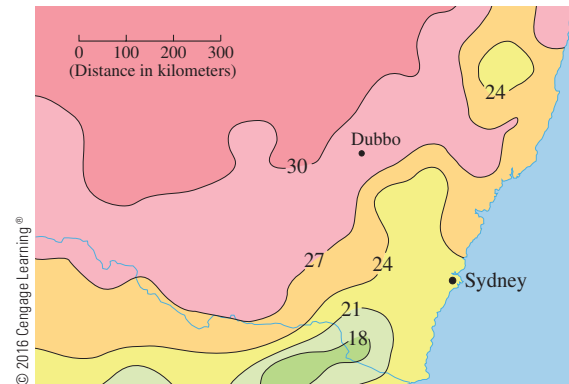 0 100 200 300
(Distance in kilometers)
24
Dubbo
30
27
24
Sydney
21
18
© 2016 Cengage Learning ®